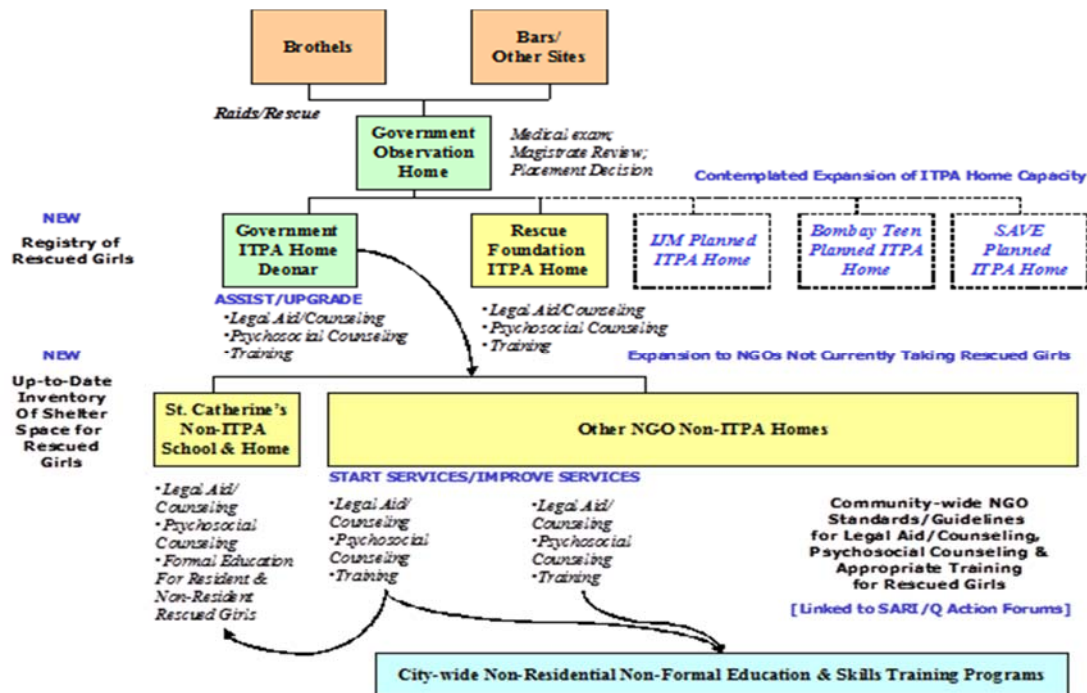 Brothels
Bars/
Other Sites
Raids/Rescue
Government
Observation
Home
Medical exam;
Magistrate Review;
Placement Decision
Contemplated Expansion of ITPA Home Capacity
NEW
Registry of
Rescued Girls
Government
ITPA Home
Deonar
Rescue
Foundation
ITPA Home
IJM Planned
ITPA Home
Bombay Teen
Planned ITPA
Home
SAVE
Planned
ITPA Home
ASSIST/UPGRADE
•Legal Aid/Counseling
•Psychosocial Counseling
•Training
•Legal Aid/Counseling
•Psychosocial Counseling
•Training
NEW
Up-to-Date
Inventory
Of Shelter
Space for
Rescued
Girls
Expansion to NGOs Not Currently Taking Rescued Girls
St. Catherine's
Non-ITPA
School & Home
Other NGO Non-ITPA Homes
START SERVICES/IMPROVE SERVICES
•Legal Aid/
Counseling
•Psychosocial
Counseling
•Formal Education
For Resident &
Non-Resident
Rescued Girls
•Legal Aid/
Counseling
•Psychosocial
Counseling
•Training
•Legal Aid/
Counseling
•Psychosocial
Counseling
•Training
Community-wide NGO
Standards/Guidelines
for Legal Aid/Counseling,
Psychosocial Counseling &
Appropriate Training
for Rescued Girls
[Linked to SARI/Q Action Forums]
City-wide Non-Residential Non-Formal Education & Skills Training Programs